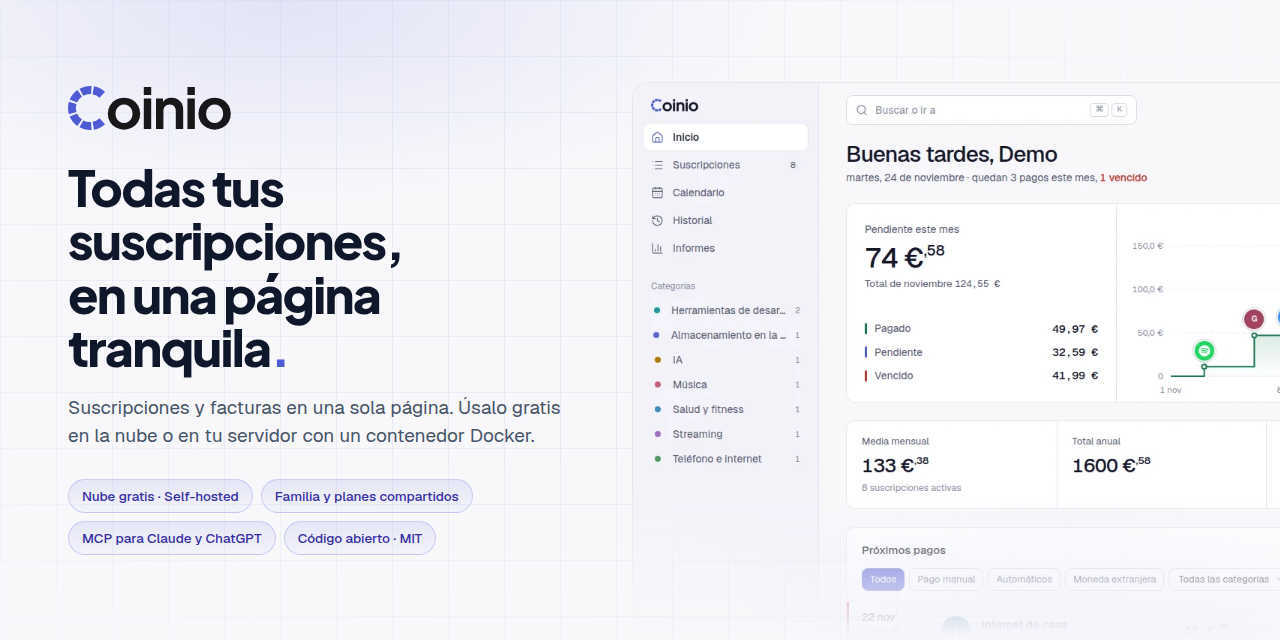 Coinio
Todas tus
suscripciones,
en una página
tranquila.
Suscripciones y facturas en una sola página. Úsalo gratis
en la nube o en tu servidor con un contenedor Docker.
Nube gratis · Self-hosted
Familia y planes compartidos
MCP para Claude y ChatGPT
Código abierto · MIT
Coinio
Inicio
Suscripciones 8
Calendario
Historial
Informes
Categorías
Herramientas de desar... 2
Almacenamiento en la ... 1
IA 1
Música 1
Salud y fitness 1
Streaming 1
Teléfono e internet 1
Buscar o ir a ⌘ K
Buenas tardes, Demo
martes, 24 de noviembre · quedan 3 pagos este mes, 1 vencido
Pendiente este mes
74 €,58
Total de noviembre 124,55 €
Pagado 49,97 €
Pendiente 32,59 €
Vencido 41,99 €
150,0 €
100,0 €
50,0 €
0
G
1 nov 8
Media mensual
133 €,38
8 suscripciones activas
Total anual
1600 €,58
Próximos pagos
Todos
Pago manual
Automáticos
Moneda extranjera
Todas las categorías
22 nov
Internet de casa